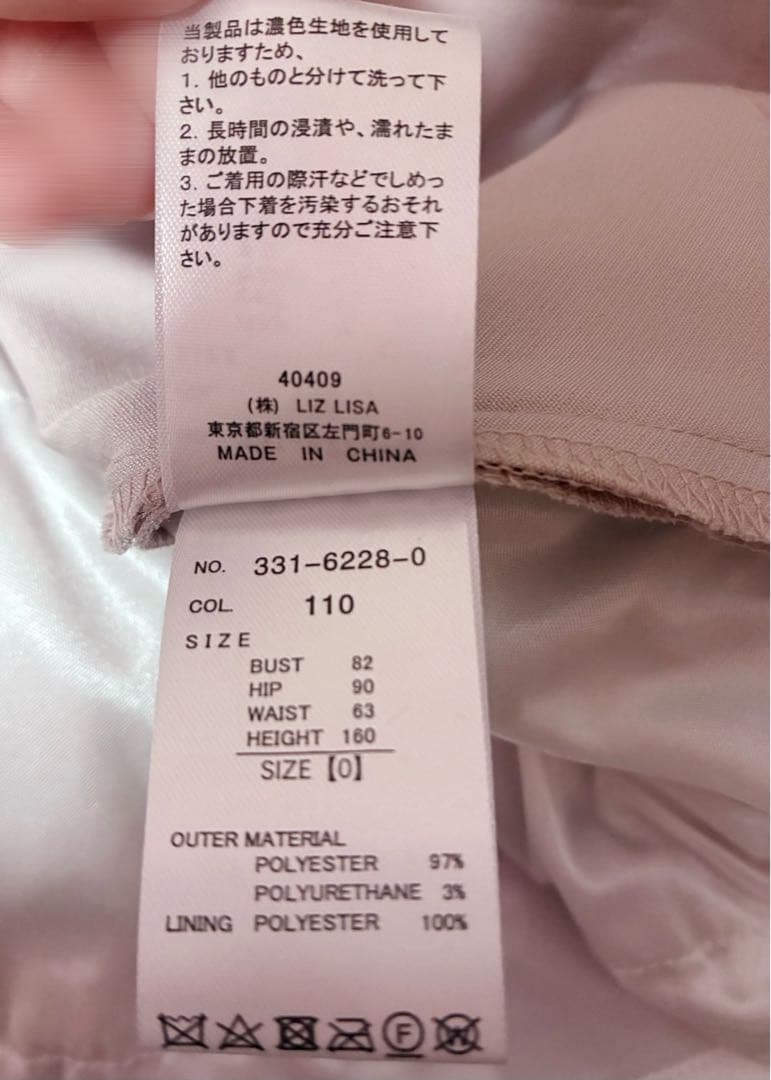 当製品は濃色生地を使用して
おりますため、
1. 他のものと分けて洗って下
さい。
2. 長時間の浸漬や、濡れたま
まの放置。
3. ご着用の際汗などでしめっ
た場合下着を汚染するおそれ
がありますので充分ご注意下
さい。
40409
(株) LIZ LISA
東京都新宿区左門町6-10
MADE IN CHINA
NO. 331-6228-0
COL. 110
SIZE
BUST 82
HIP 90
WAIST 63
HEIGHT 160
SIZE【0】
OUTER MATERIAL
POLYESTER 97%
POLYURETHANE 3%
LINING POLYESTER 100%
F W